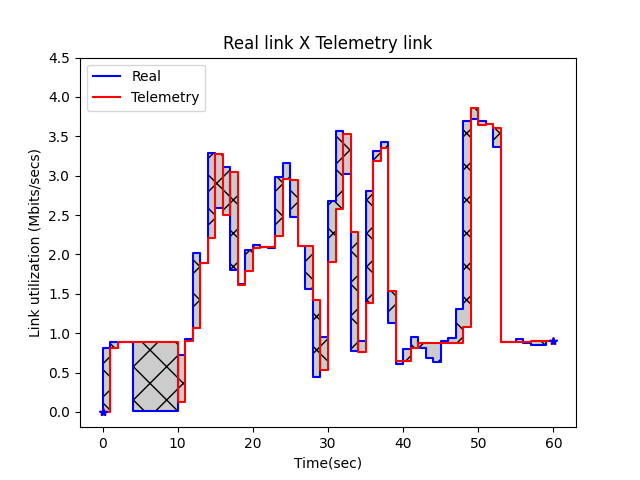 Real link X Telemetry link
Real
Telemetry
Link utilization (Mbits/secs)
4.5
4.0
3.5
3.0
2.5
2.0
1.5
1.0
0.5
0.0
0 10 20 30 40 50 60
Time(sec)